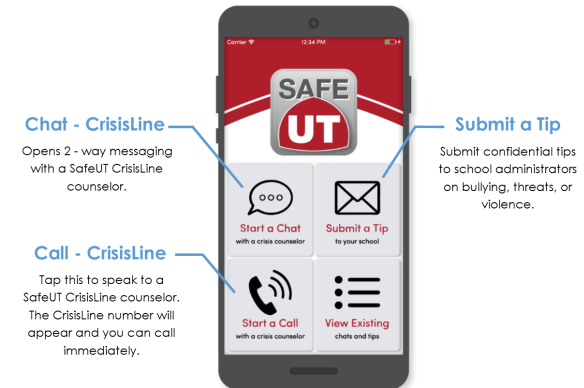 Carrier
12:34 PM
SAFE
UT
Chat - CrisisLine
Opens 2 - way messaging
with a SafeUT CrisisLine
counselor.
Submit a Tip
Submit confidential tips
to school administrators
on bullying, threats, or
violence.
Start a Chat
with a crisis counselor
Submit a Tip
to your school
Call - CrisisLine
Tap this to speak to a
SafeUT CrisisLine counselor.
The CrisisLine number will
appear and you can call
immediately.
Start a Call
with a crisis counselor
View Existing
chats and tips